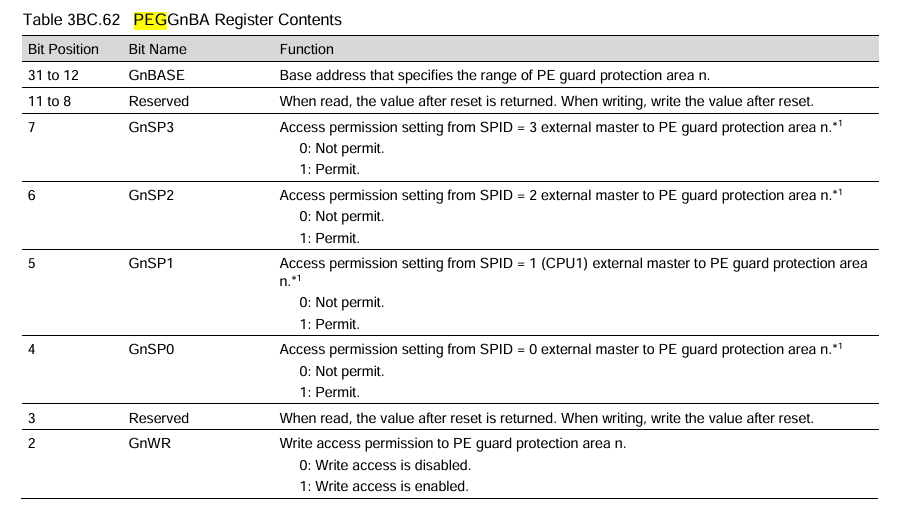 Table 3BC.62 PEGGnBA Register Contents
Bit Position Bit Name Function
31 to 12 GnBASE Base address that specifies the range of PE guard protection area n.
11 to 8 Reserved When read, the value after reset is returned. When writing, write the value after reset.
7 GnSP3 Access permission setting from SPID = 3 external master to PE guard protection area n.*1
0: Not permit.
1: Permit.
6 GnSP2 Access permission setting from SPID = 2 external master to PE guard protection area n.*1
0: Not permit.
1: Permit.
5 GnSP1 Access permission setting from SPID = 1 (CPU1) external master to PE guard protection area
n.*1
0: Not permit.
1: Permit.
4 GnSP0 Access permission setting from SPID = 0 external master to PE guard protection area n.*1
0: Not permit.
1: Permit.
3 Reserved When read, the value after reset is returned. When writing, write the value after reset.
2 GnWR Write access permission to PE guard protection area n.
0: Write access is disabled.
1: Write access is enabled.